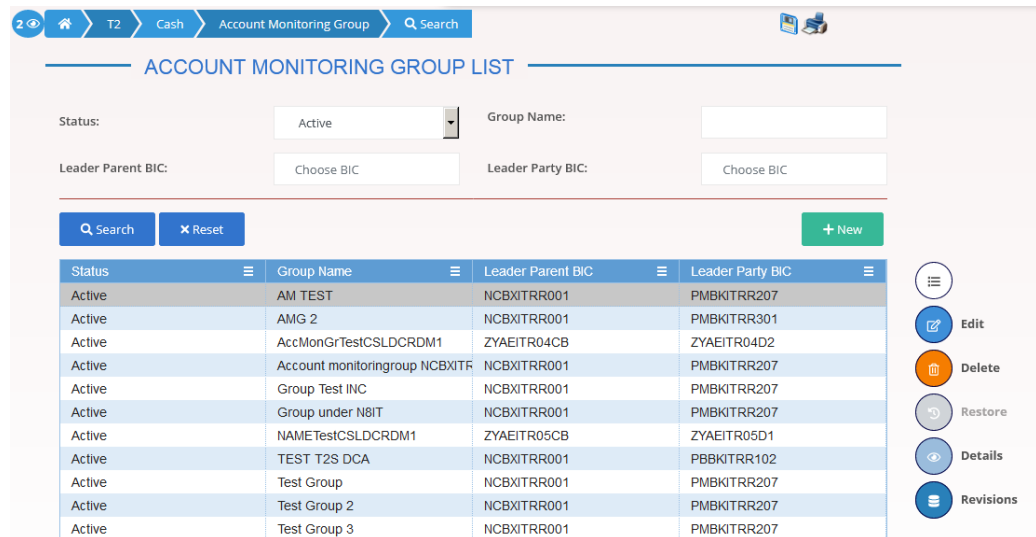 2 T2 Cash Account Monitoring Group Search
ACCOUNT MONITORING GROUP LIST
Status: Active Group Name:
Leader Parent BIC: Choose BIC Leader Party BIC: Choose BIC
Search Reset New
Status Group Name Leader Parent BIC Leader Party BIC
Active AM TEST NCBXITRR001 PMBKITRR207
Active AMG 2 NCBXITRR001 PMBKITRR301
Active AccMonGrTestCSLDCRDM1 ZYAEITR04CB ZYAEITR04D2
Active Account monitoringroup NCBXITR NCBXITRR001 PMBKITRR207
Active Group Test INC NCBXITRR001 PMBKITRR207
Active Group under N8IT NCBXITRR001 PMBKITRR207
Active NAMETestCSLDCRDM1 ZYAEITR05CB ZYAEITR05D1
Active TEST T2S DCA NCBXITRR001 PBBKITRR102
Active Test Group NCBXITRR001 PMBKITRR207
Active Test Group 2 NCBXITRR001 PMBKITRR207
Active Test Group 3 NCBXITRR001 PMBKITRR207
Edit
Delete
Restore
Details
Revisions